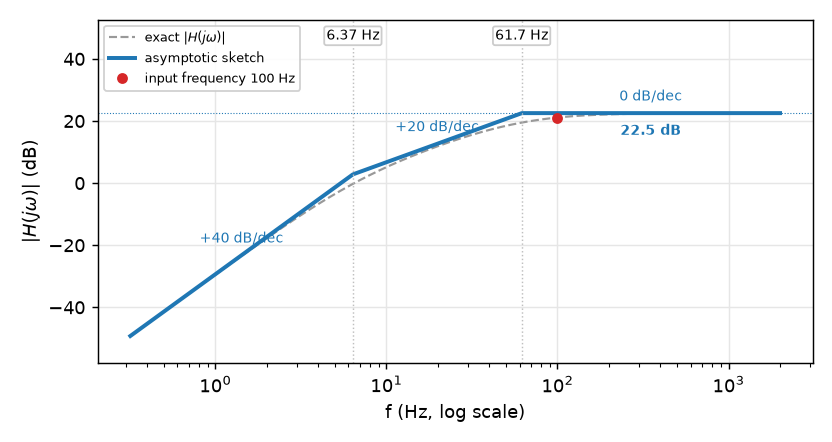 exact |H(jω)|
asymptotic sketch
input frequency 100 Hz
6.37 Hz
61.7 Hz
0 dB/dec
+20 dB/dec
22.5 dB
+40 dB/dec
|H(jω)| (dB)
40
20
0
−20
−40
10⁰
10¹
10²
10³
f (Hz, log scale)